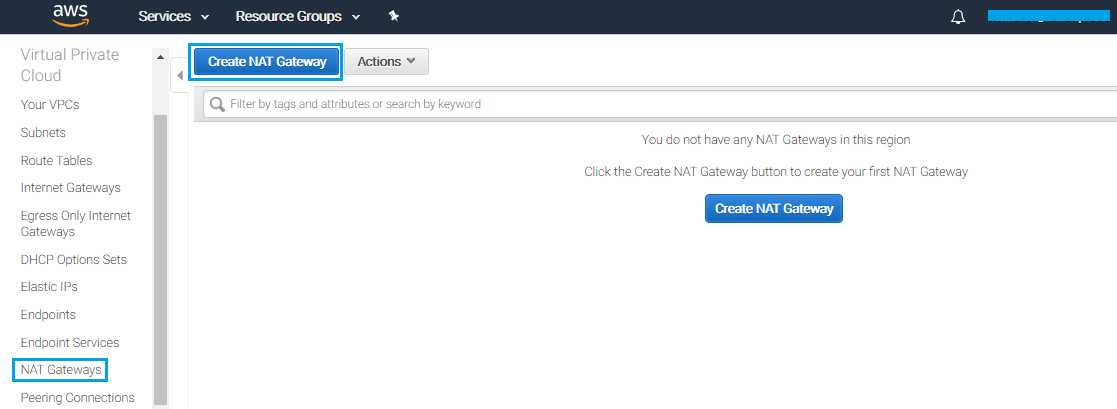 aws Services Resource Groups
Virtual Private
Cloud
Your VPCs
Subnets
Route Tables
Internet Gateways
Egress Only Internet
Gateways
DHCP Options Sets
Elastic IPs
Endpoints
Endpoint Services
NAT Gateways
Peering Connections
Create NAT Gateway Actions
Filter by tags and attributes or search by keyword
You do not have any NAT Gateways in this region
Click the Create NAT Gateway button to create your first NAT Gateway
Create NAT Gateway